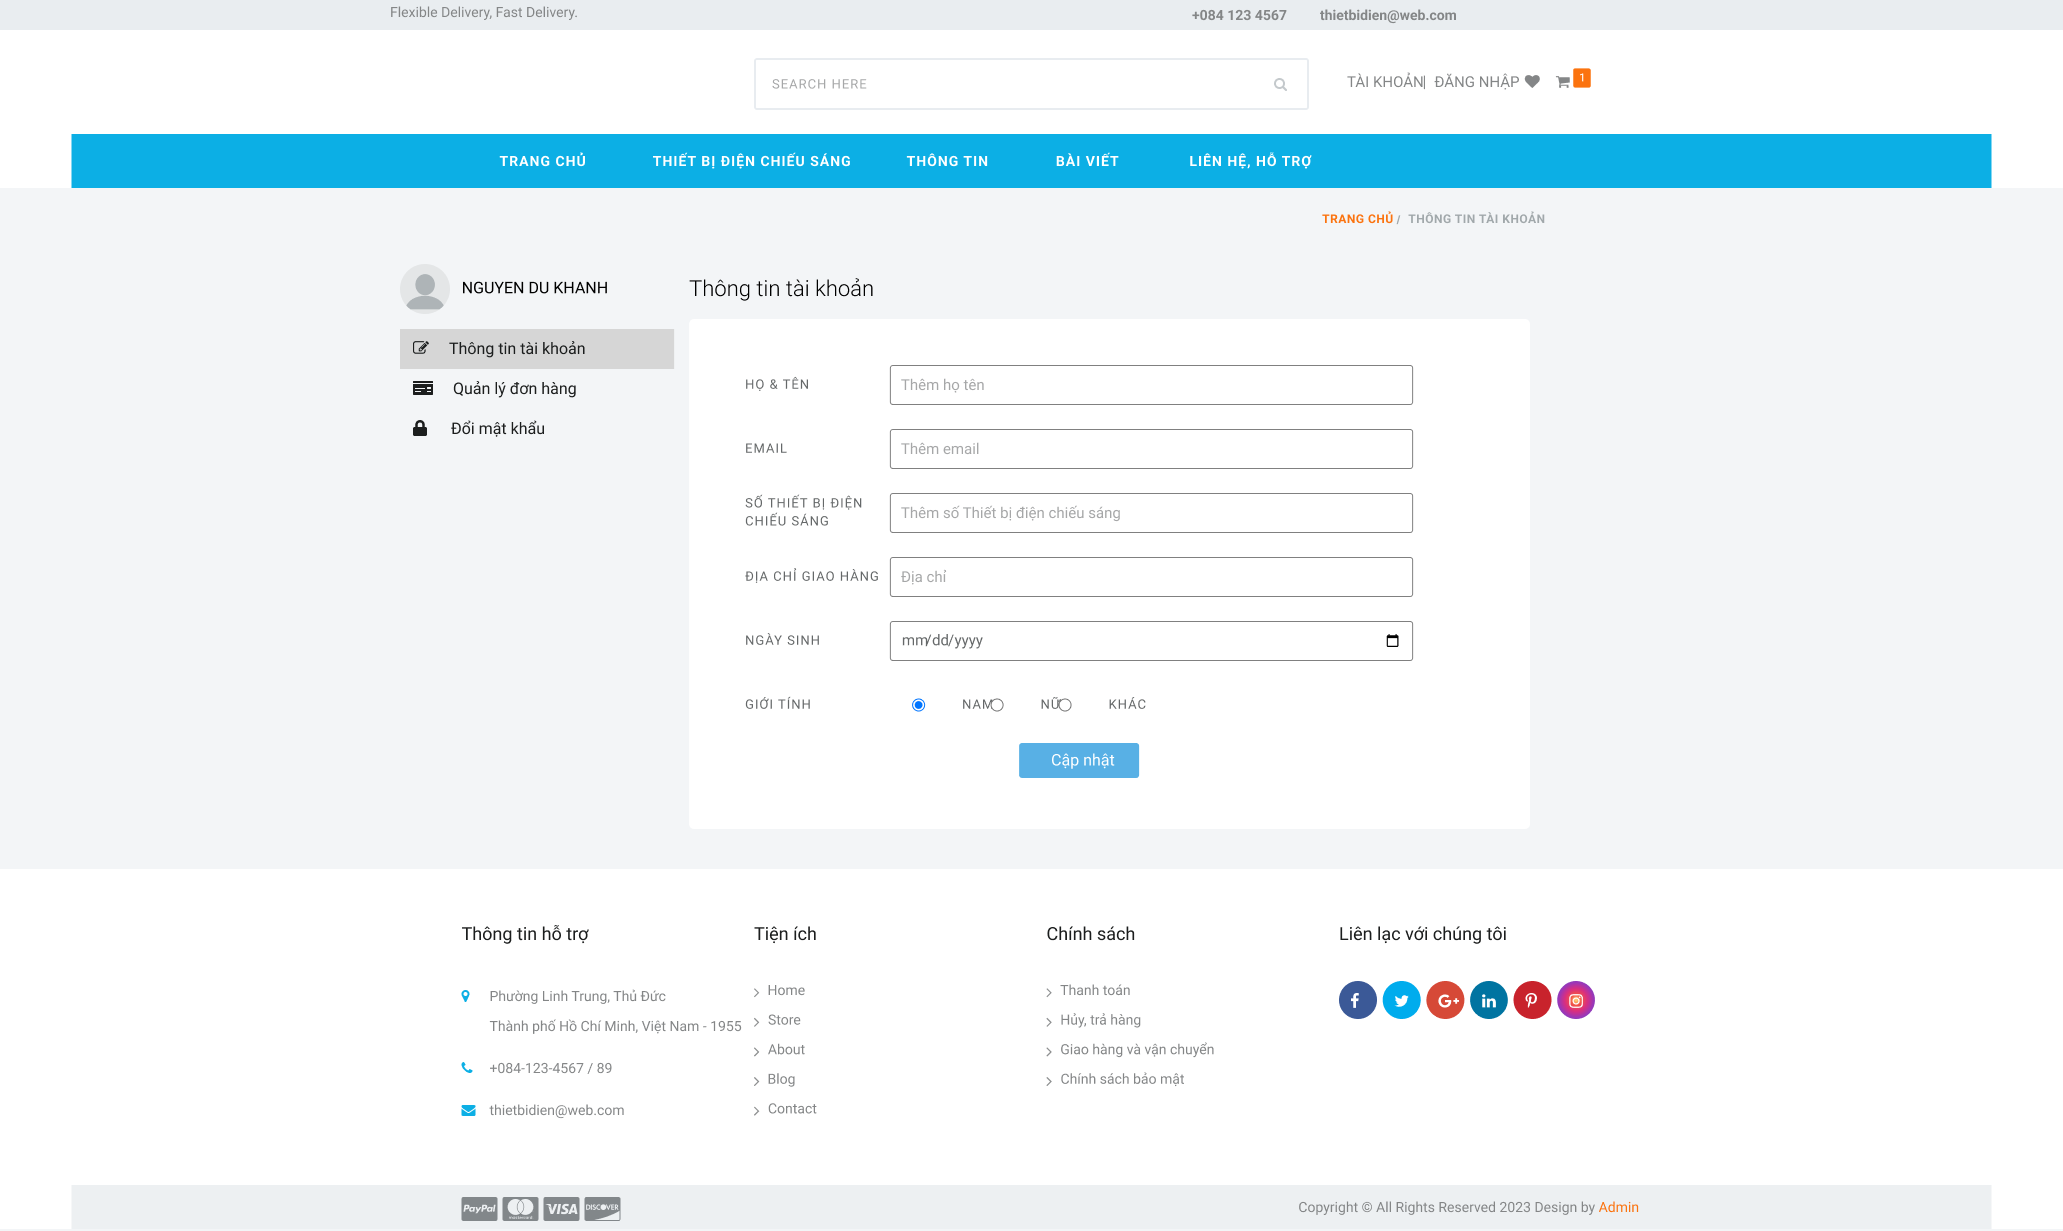 Flexible Delivery, Fast Delivery.
+084 123 4567
thietbidien@web.com
SEARCH HERE
TÀI KHOẢN| ĐĂNG NHẬP
1
TRANG CHỦ
THIẾT BỊ ĐIỆN CHIẾU SÁNG
THÔNG TIN
BÀI VIẾT
LIÊN HỆ, HỖ TRỢ
TRANG CHỦ / THÔNG TIN TÀI KHOẢN
NGUYEN DU KHANH
Thông tin tài khoản
Quản lý đơn hàng
Đổi mật khẩu
Thông tin tài khoản
HỌ & TÊN
Thêm họ tên
EMAIL
Thêm email
SỐ THIẾT BỊ ĐIỆN
CHIẾU SÁNG
Thêm số Thiết bị điện chiếu sáng
ĐỊA CHỈ GIAO HÀNG
Địa chỉ
NGÀY SINH
mm/dd/yyyy
GIỚI TÍNH
NAM
NỮ
KHÁC
Cập nhật
Thông tin hỗ trợ
Phường Linh Trung, Thủ Đức
Thành phố Hồ Chí Minh, Việt Nam - 1955
+084-123-4567 / 89
thietbidien@web.com
Tiện ích
Home
Store
About
Blog
Contact
Chính sách
Thanh toán
Hủy, trả hàng
Giao hàng và vận chuyển
Chính sách bảo mật
Liên lạc với chúng tôi
PayPal
mastercard
VISA
DISCOVER
Copyright © All Rights Reserved 2023 Design by Admin